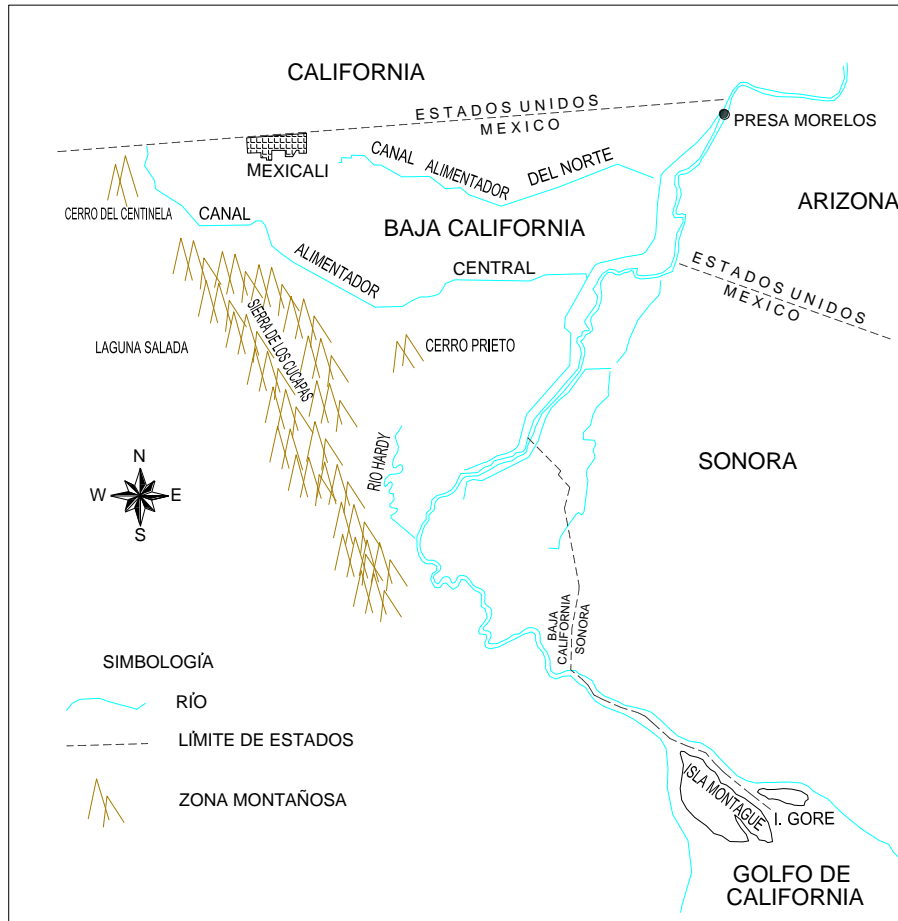 CALIFORNIA
ESTADOS UNIDOS
MEXICO
PRESA MORELOS
MEXICALI
CANAL ALIMENTADOR DEL NORTE
CERRO DEL CENTINELA
ARIZONA
CANAL ALIMENTADOR CENTRAL
BAJA CALIFORNIA
ESTADOS UNIDOS
MEXICO
SIERRA DE LOS CUCAPAS
LAGUNA SALADA
CERRO PRIETO
RIO HARDY
SONORA
N
W
E
S
BAJA
CALIFORNIA
SONORA
SIMBOLOGÍA
RÍO
LÍMITE DE ESTADOS
ZONA MONTAÑOSA
ISLA MONTAGUE
I. GORE
GOLFO DE
CALIFORNIA